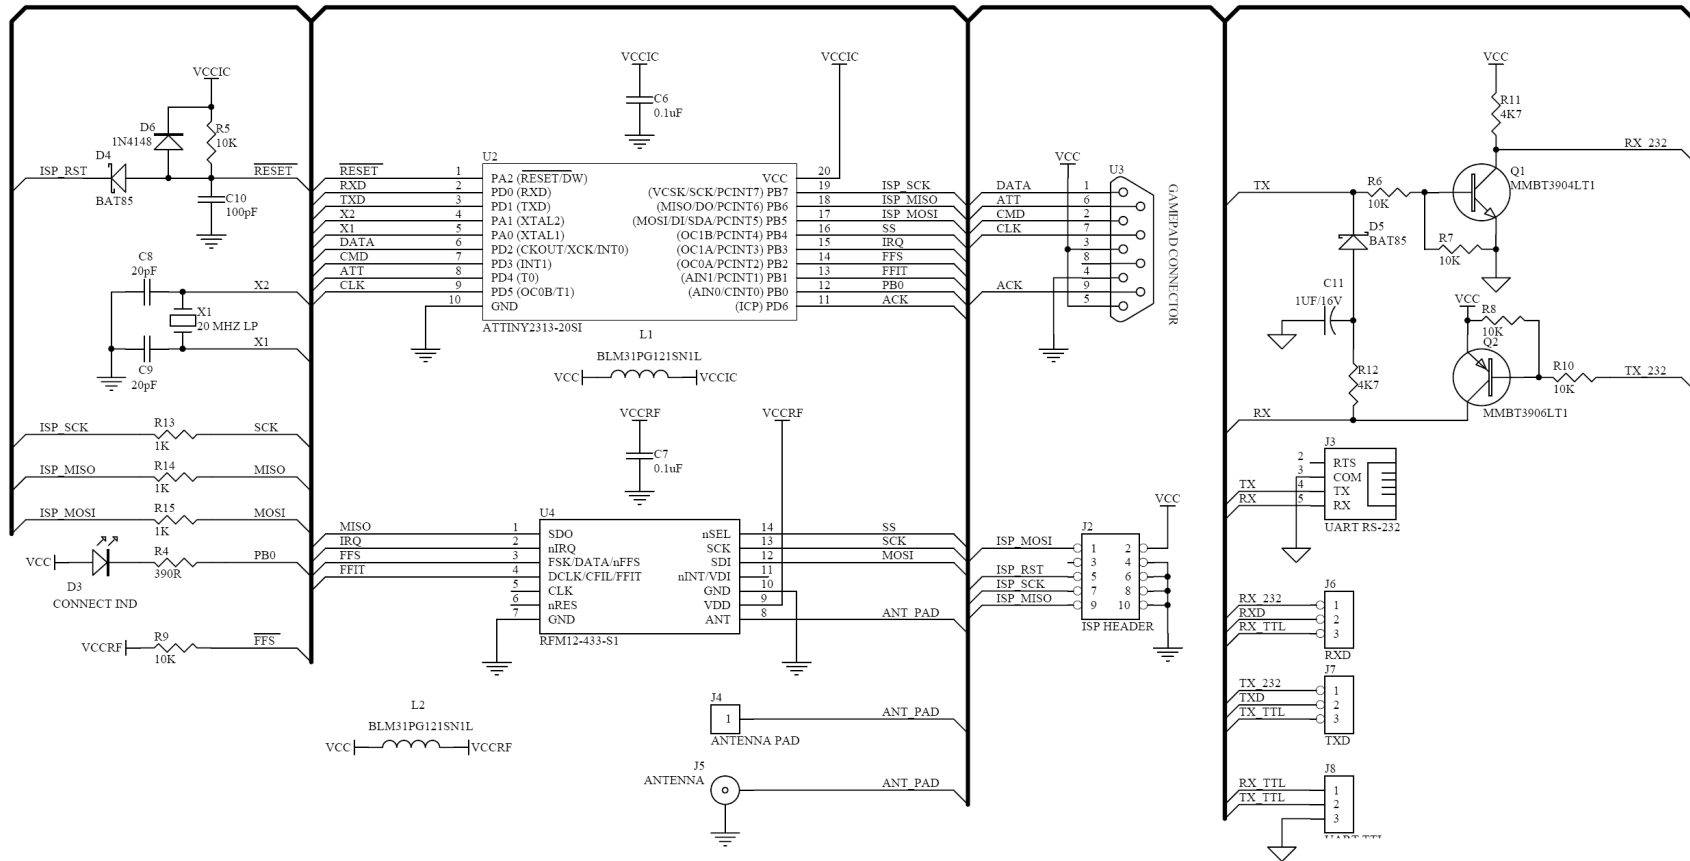 VCCIC
D6
1N4148
R5
10K
D4
ISP_RST
BAT85
RESET
C10
100pF
C8
20pF
X2
X1
20 MHZ LP
X1
C9
20pF
ISP_SCK
R13
1K
SCK
ISP_MISO
R14
1K
MISO
ISP_MOSI
R15
1K
MOSI
VCC
D3
CONNECT IND
R4
390R
PB0
VCCRF
R9
10K
FFS
VCCIC
C6
0.1uF
VCCIC
U2
RESET 1 PA2 (RESET/DW)
RXD 2 PD0 (RXD)
TXD 3 PD1 (TXD)
X2 4 PA1 (XTAL2)
X1 5 PA0 (XTAL1)
DATA 6 PD2 (CKOUT/XCK/INT0)
CMD 7 PD3 (INT1)
ATT 8 PD4 (T0)
CLK 9 PD5 (OC0B/T1)
10 GND
VCC 20
(VCSK/SCK/PCINT7) PB7 19 ISP_SCK
(MISO/DO/PCINT6) PB6 18 ISP_MISO
(MOSI/DI/SDA/PCINT5) PB5 17 ISP_MOSI
(OC1B/PCINT4) PB4 16 SS
(OC1A/PCINT3) PB3 15 IRQ
(OC0A/PCINT2) PB2 14 FFS
(AIN1/PCINT1) PB1 13 FFIT
(AIN0/CINT0) PB0 12 PB0
(ICP) PD6 11 ACK
ATTINY2313-20SI
L1
BLM31PG121SN1L
VCC
VCCIC
VCCRF
C7
0.1uF
VCCRF
U4
MISO 1 SDO
IRQ 2 nIRQ
FFS 3 FSK/DATA/nFFS
FFIT 4 DCLK/CFIL/FFIT
5 CLK
6 nRES
7 GND
nSEL 14 SS
SCK 13 SCK
SDI 12 MOSI
nINT/VDI 11
GND 10
VDD 9
ANT 8 ANT_PAD
RFM12-433-S1
L2
BLM31PG121SN1L
VCC
VCCRF
J4
1
ANT_PAD
ANTENNA PAD
J5
ANTENNA
ANT_PAD
VCC
U3
DATA 1
ATT 6
CMD 2
CLK 7
3
8
4
ACK 9
5
GAMEPAD CONNECTOR
VCC
J2
ISP_MOSI 1 2
3 4
ISP_RST 5 6
ISP_SCK 7 8
ISP_MISO 9 10
ISP HEADER
VCC
R11
4K7
RX_232
Q1
MMBT3904LT1
TX
R6
10K
R7
10K
D5
BAT85
C11
1UF/16V
VCC
R8
10K
Q2
R10
10K
TX_232
MMBT3906LT1
R12
4K7
RX
J3
2 RTS
3 COM
TX 4 TX
RX 5 RX
UART RS-232
J6
RX_232 1
RXD 2
RX_TTL 3
RXD
J7
TX_232 1
TXD 2
TX_TTL 3
TXD
J8
RX_TTL 1
TX_TTL 2
3